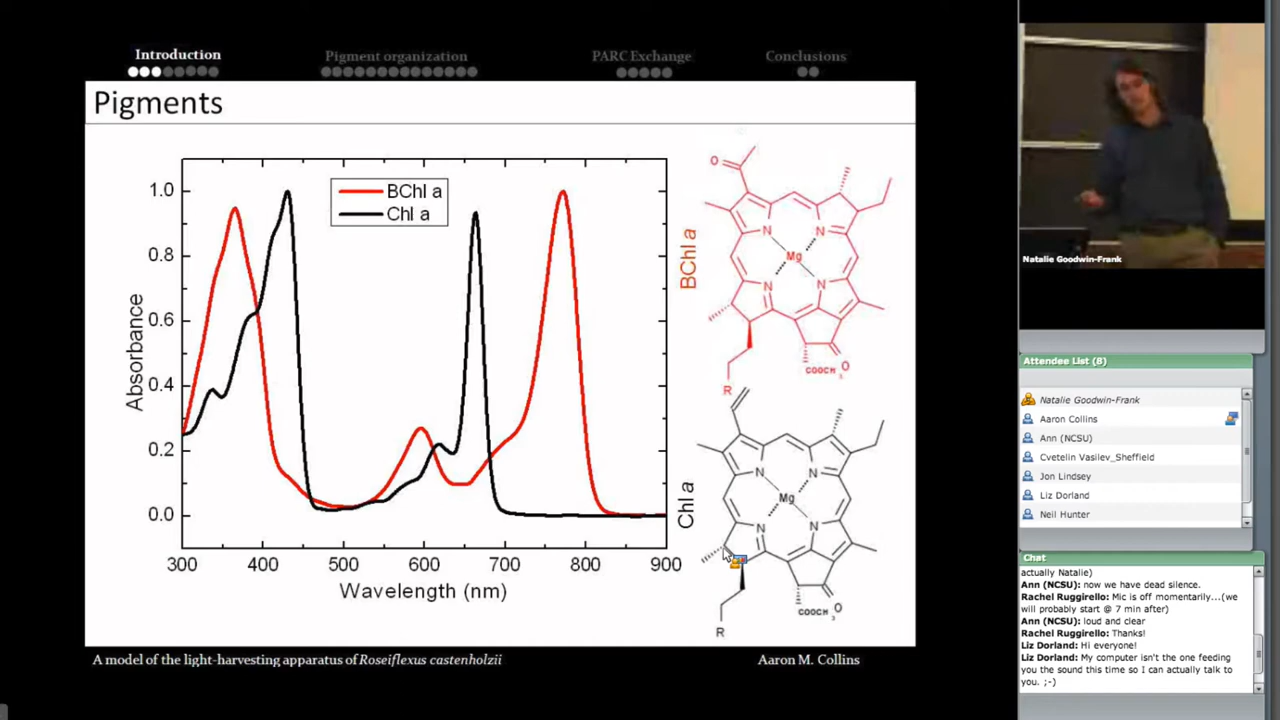 Introduction
Pigment organization
PARC Exchange
Conclusions
Pigments
BChl a
Chl a
1.0
0.8
0.6
0.4
0.2
0.0
Absorbance
300
400
500
600
700
800
900
Wavelength (nm)
BChl a
O
N
N
Mg
N
N
O
COOCH 3
R
Chl a
N
N
Mg
N
N
O
COOCH 3
R
A model of the light-harvesting apparatus of Roseiflexus castenholzii
Aaron M. Collins
Natalie Goodwin-Frank
Attendee List (8)
Natalie Goodwin-Frank
Aaron Collins
Ann (NCSU)
Cvetelin Vasilev_Sheffield
Jon Lindsey
Liz Dorland
Neil Hunter
Chat
actually Natalie)
Ann (NCSU): now we have dead silence.
Rachel Ruggirello: Mic is off momentarily...(we
will probably start @ 7 min after)
Ann (NCSU): loud and clear
Rachel Ruggirello: Thanks!
Liz Dorland: Hi everyone!
Liz Dorland: My computer isn't the one feeding
you the sound this time so I can actually talk to
you. ;-)